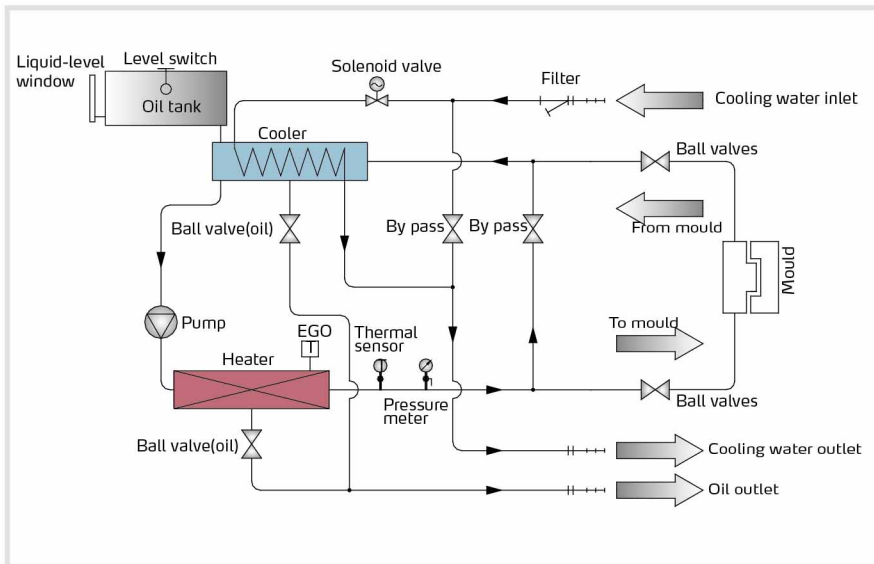 Liquid-level
window
Level switch
Oil tank
Solenoid valve
Filter
Cooling water inlet
Cooler
Ball valves
Ball valve(oil)
By pass
By pass
From mould
Mould
Pump
EGO
T
Thermal
sensor
To mould
Heater
Pressure
meter
Ball valves
Ball valve(oil)
Cooling water outlet
Oil outlet